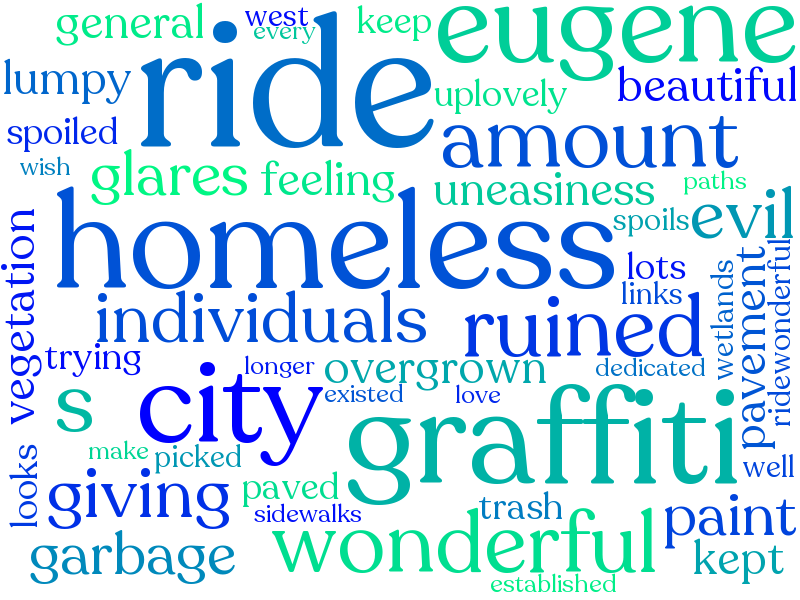 general
west
every
keep
eugene
lumpy
ride
uplovely
beautiful
spoiled
amount
wish
glares
feeling
uneasiness
paths
homeless
spoils
evil
vegetation
lots
links
wetlands
pavement
ridewonderful
individuals
ruined
trying
longer
overgrown
dedicated
s
city
existed
love
graffiti
looks
make
picked
well
giving
paved
sidewalks
trash
paint
garbage
wonderful
kept
established